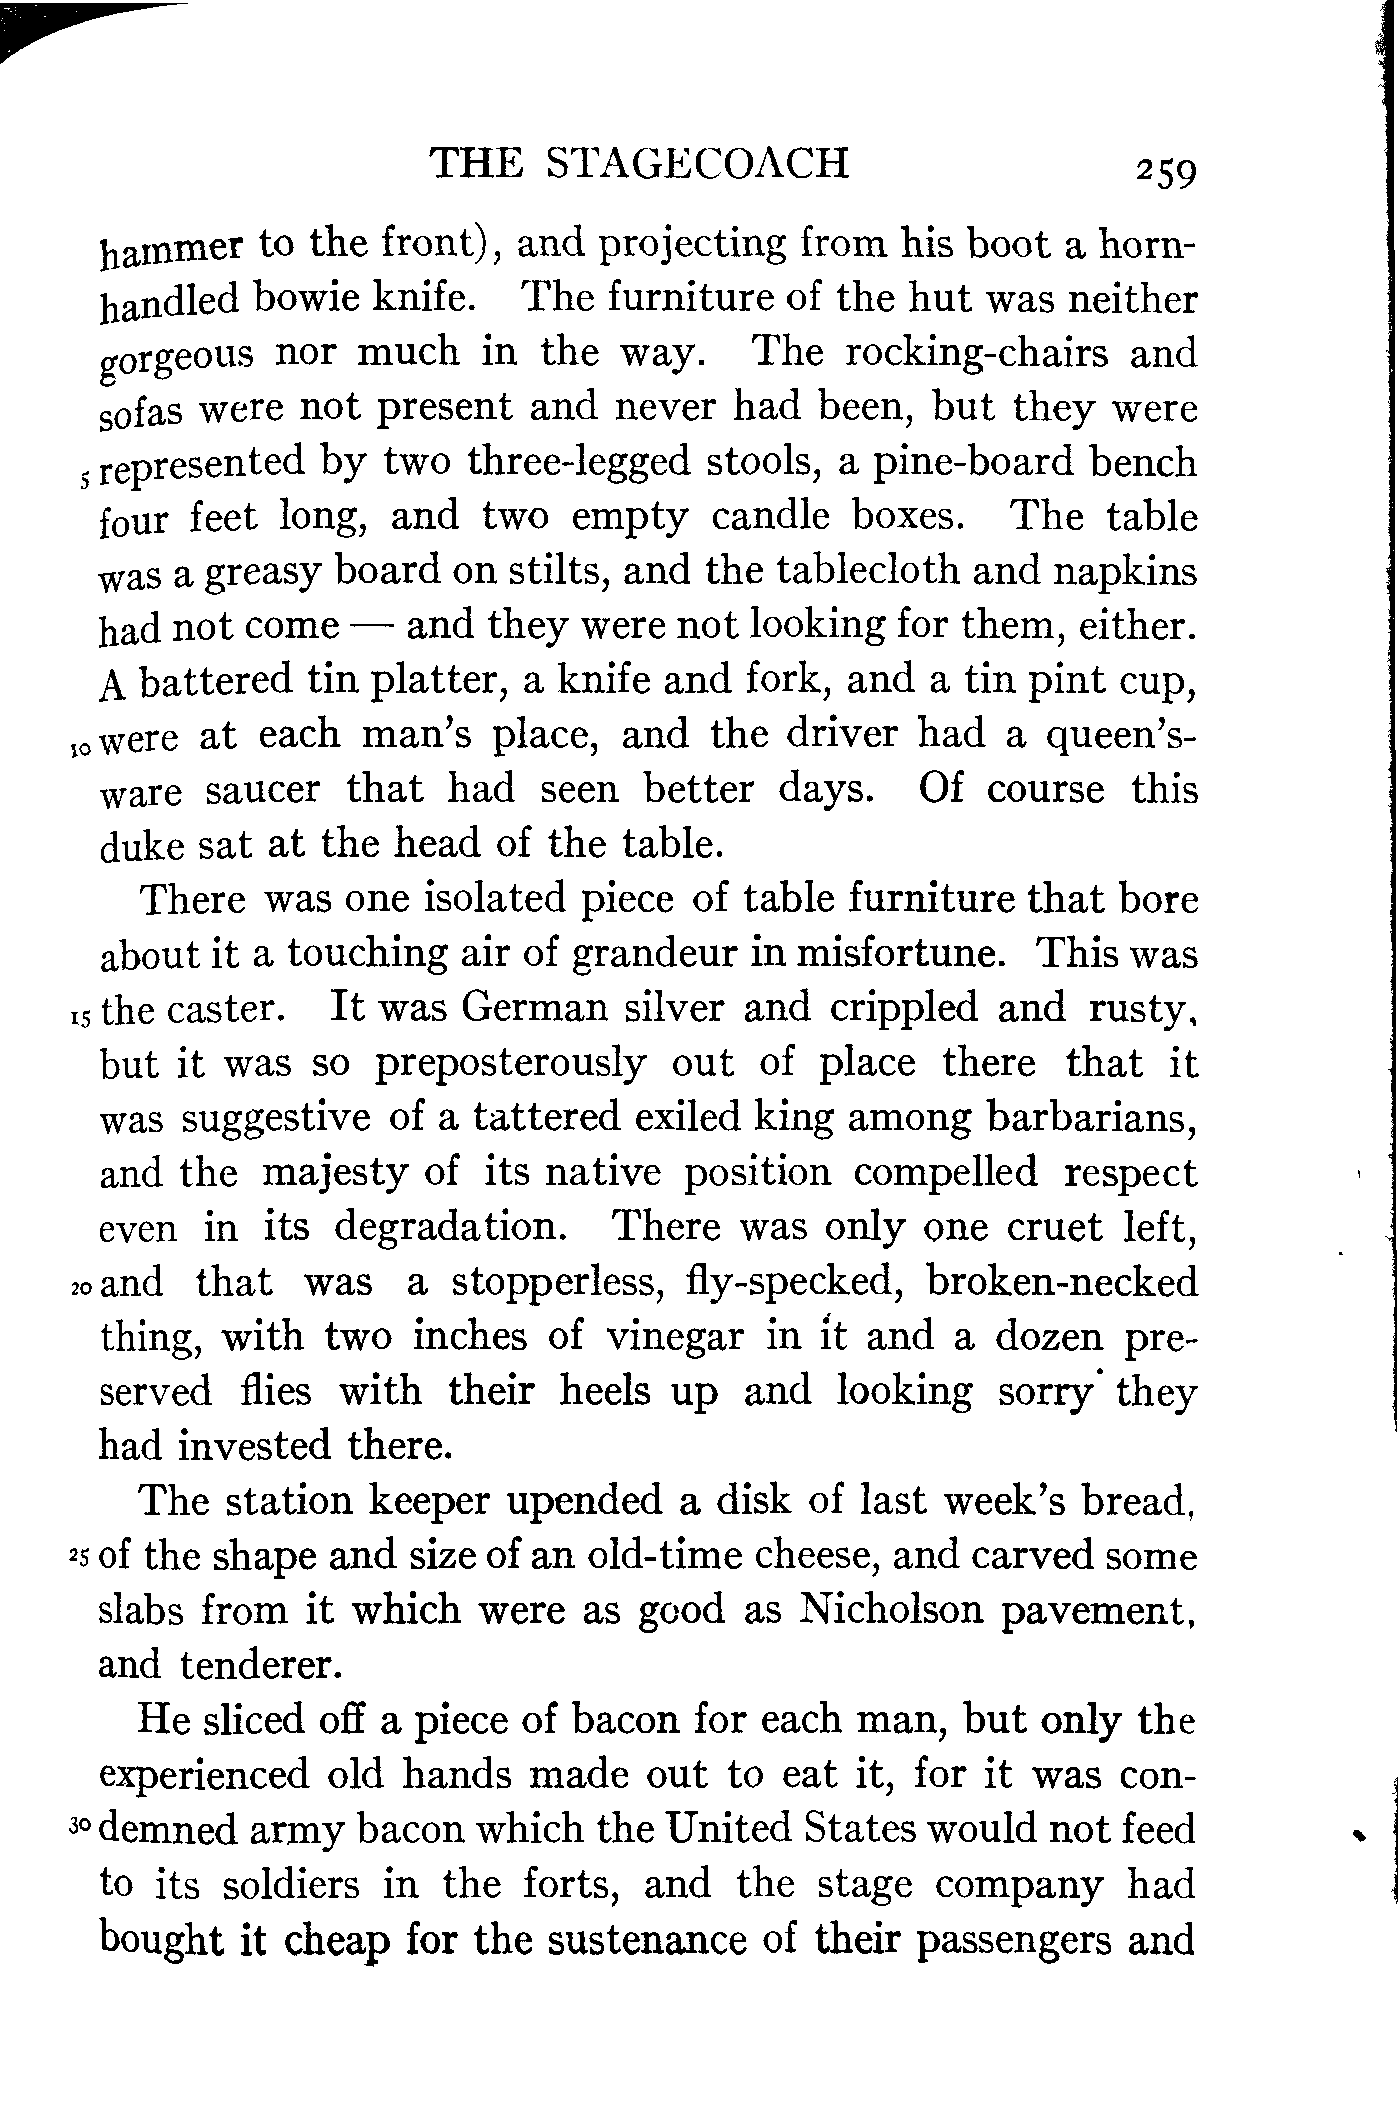 THE STAGECOACH 259
hammer to the front), and projecting from his boot a horn-
handled bowie knife. The furniture of the hut was neither
gorgeous nor much in the way. The rocking-chairs and
sofas were not present and never had been, but they were
5 represented by two three-legged stools, a pine-board bench
four feet long, and two empty candle boxes. The table
was a greasy board on stilts, and the tablecloth and napkins
had not come — and they were not looking for them, either.
A battered tin platter, a knife and fork, and a tin pint cup,
10 were at each man's place, and the driver had a queen's-
ware saucer that had seen better days. Of course this
duke sat at the head of the table.
There was one isolated piece of table furniture that bore
about it a touching air of grandeur in misfortune. This was
15 the caster. It was German silver and crippled and rusty,
but it was so preposterously out of place there that it
was suggestive of a tattered exiled king among barbarians,
and the majesty of its native position compelled respect
even in its degradation. There was only one cruet left,
20 and that was a stopperless, fly-specked, broken-necked
thing, with two inches of vinegar in it and a dozen pre-
served flies with their heels up and looking sorry they
had invested there.
The station keeper upended a disk of last week's bread,
25 of the shape and size of an old-time cheese, and carved some
slabs from it which were as good as Nicholson pavement,
and tenderer.
He sliced off a piece of bacon for each man, but only the
experienced old hands made out to eat it, for it was con-
30 demned army bacon which the United States would not feed
to its soldiers in the forts, and the stage company had
bought it cheap for the sustenance of their passengers and